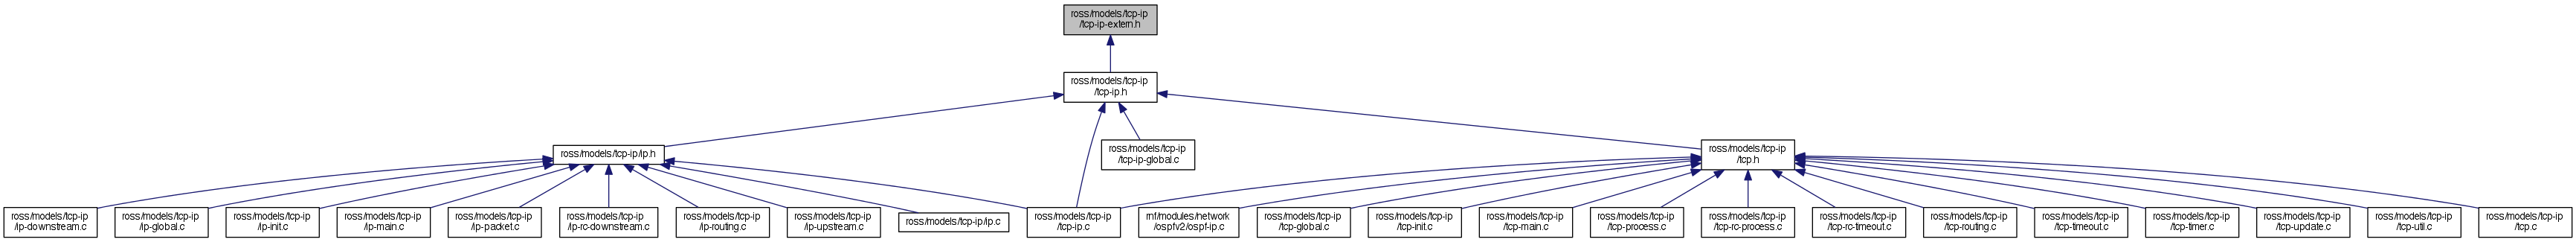 ross/models/tcp-ip
/tcp-ip-extern.h
ross/models/tcp-ip
/tcp-ip.h
ross/models/tcp-ip/ip.h
ross/models/tcp-ip
/tcp-ip-global.c
ross/models/tcp-ip
/tcp.h
ross/models/tcp-ip
/ip-downstream.c
ross/models/tcp-ip
/ip-global.c
ross/models/tcp-ip
/ip-init.c
ross/models/tcp-ip
/ip-main.c
ross/models/tcp-ip
/ip-packet.c
ross/models/tcp-ip
/ip-rc-downstream.c
ross/models/tcp-ip
/ip-routing.c
ross/models/tcp-ip
/ip-upstream.c
ross/models/tcp-ip/ip.c
ross/models/tcp-ip
/tcp-ip.c
rnf/modules/network
/ospfv2/ospf-ip.c
ross/models/tcp-ip
/tcp-global.c
ross/models/tcp-ip
/tcp-init.c
ross/models/tcp-ip
/tcp-main.c
ross/models/tcp-ip
/tcp-process.c
ross/models/tcp-ip
/tcp-rc-process.c
ross/models/tcp-ip
/tcp-rc-timeout.c
ross/models/tcp-ip
/tcp-routing.c
ross/models/tcp-ip
/tcp-timeout.c
ross/models/tcp-ip
/tcp-timer.c
ross/models/tcp-ip
/tcp-update.c
ross/models/tcp-ip
/tcp-util.c
ross/models/tcp-ip
/tcp.c